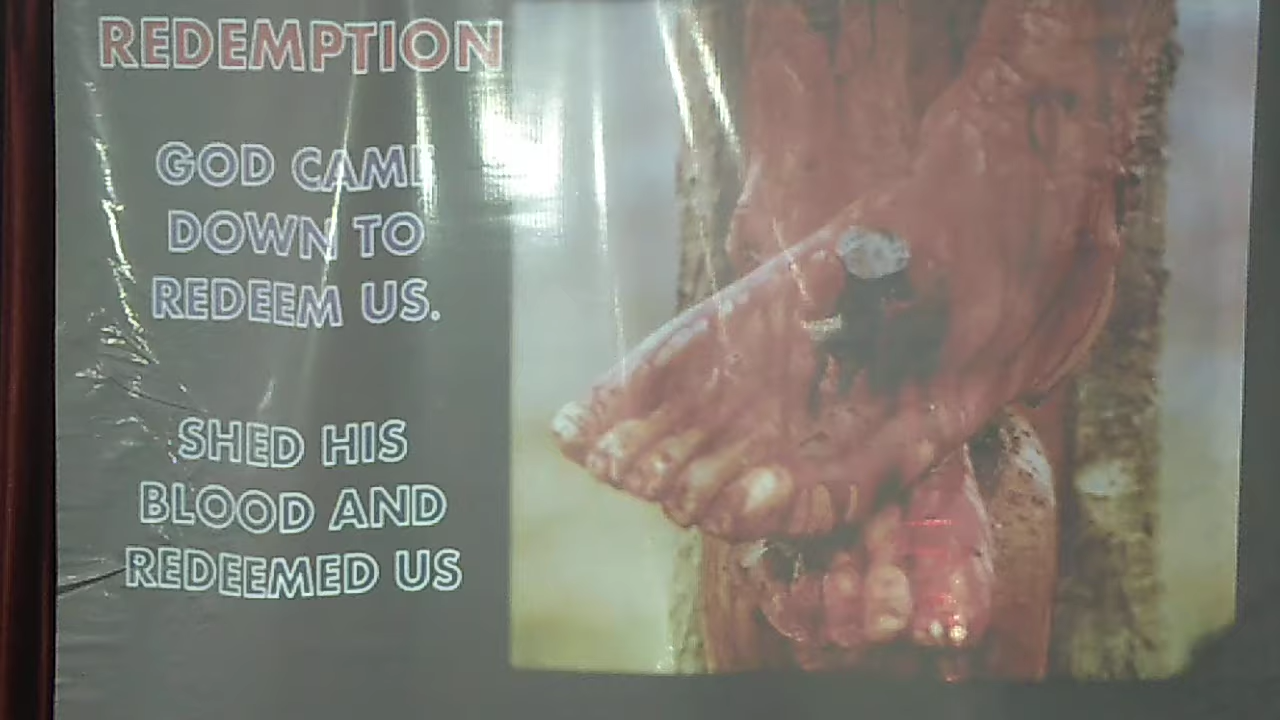 REDEMPTION
GOD CAME
DOWN TO
REDEEM US.
SHED HIS
BLOOD AND
REDEEMED US